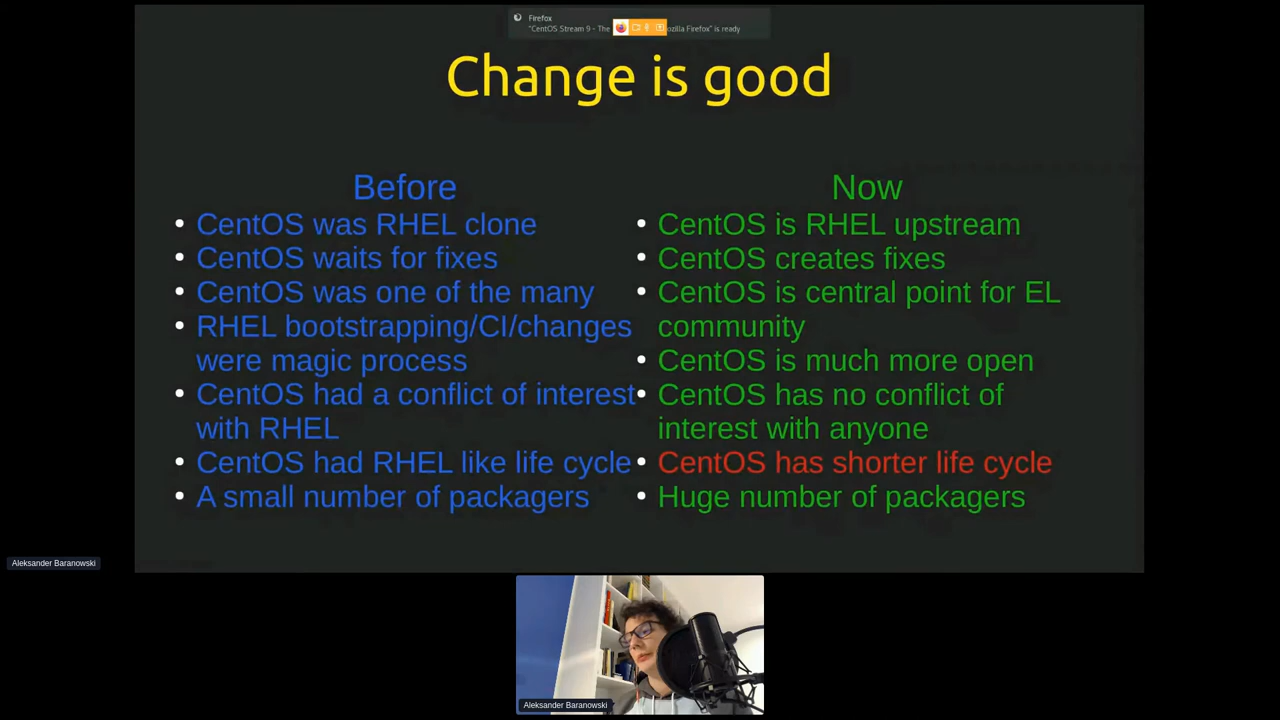 Firefox
"CentOS Stream 9 - The ozilla Firefox" is ready
Change is good
Before
• CentOS was RHEL clone
• CentOS waits for fixes
• CentOS was one of the many
• RHEL bootstrapping/CI/changes
were magic process
• CentOS had a conflict of interest
with RHEL
• CentOS had RHEL like life cycle
• A small number of packagers
Now
• CentOS is RHEL upstream
• CentOS creates fixes
• CentOS is central point for EL
community
• CentOS is much more open
• CentOS has no conflict of
interest with anyone
• CentOS has shorter life cycle
• Huge number of packagers
Aleksander Baranowski
Aleksander Baranowski